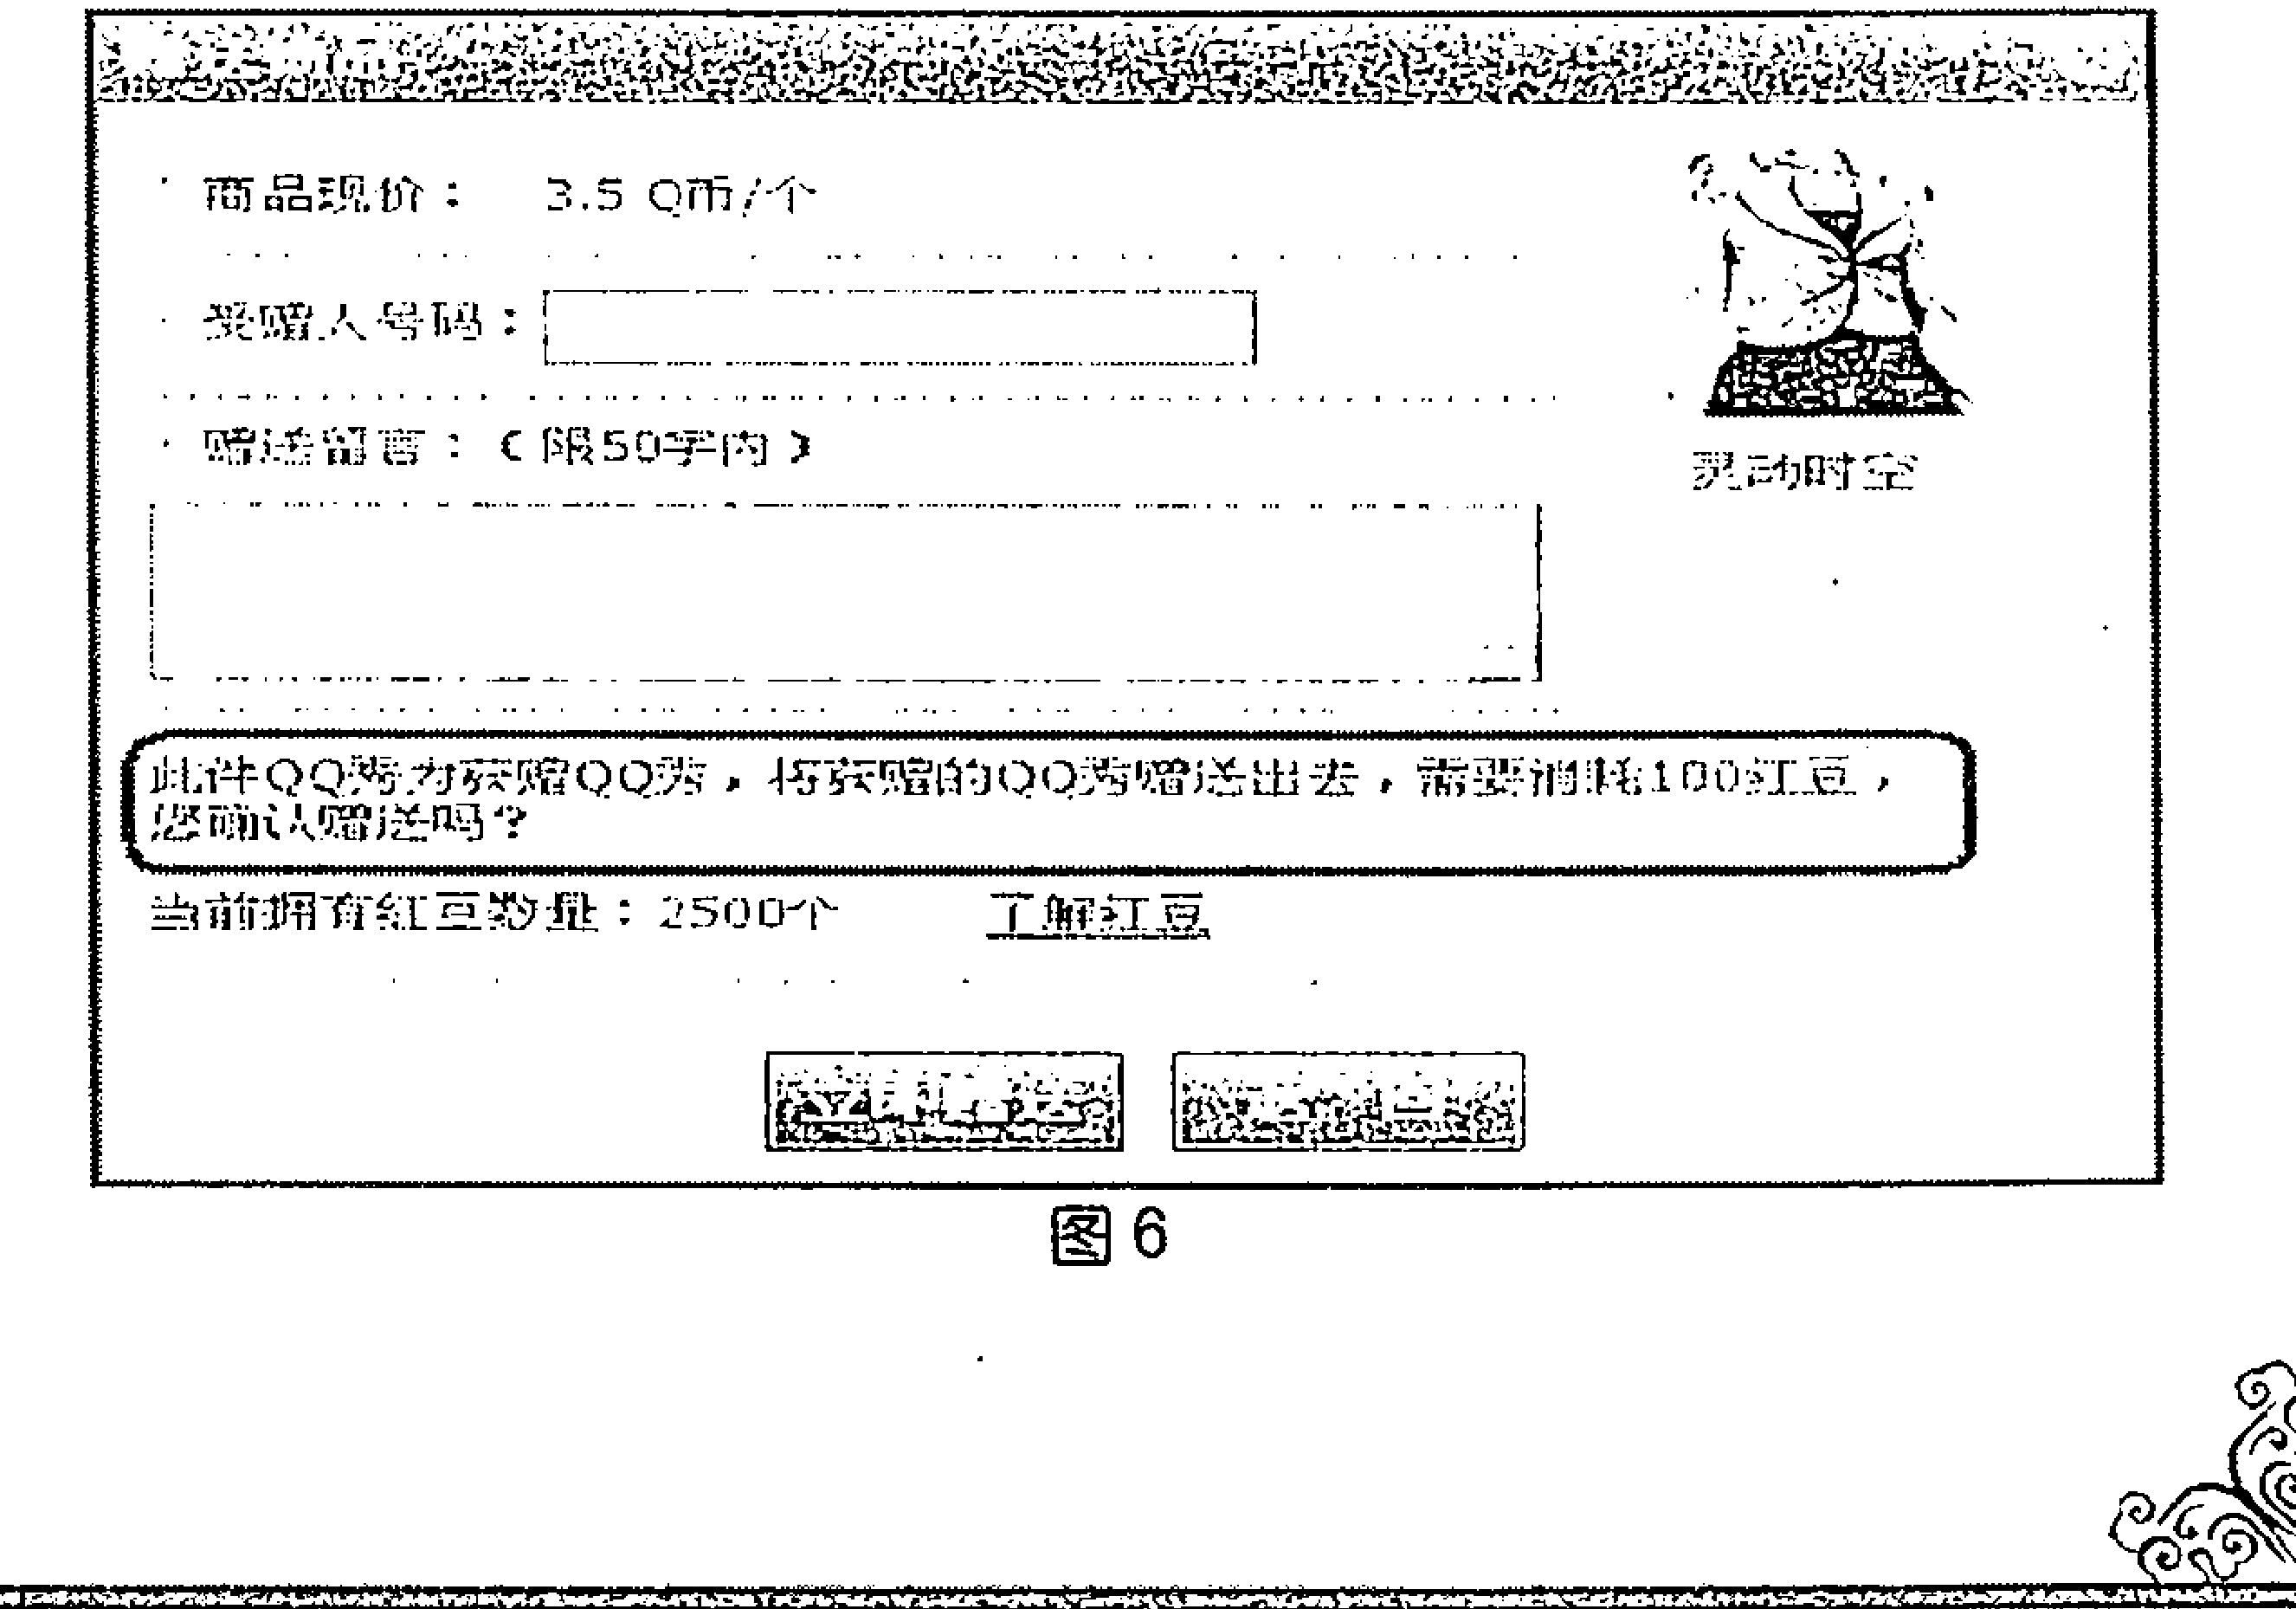 商品现价： 3.5 Q币/个
受赠人号码：
赠送留言：（限50字内）
灵动时空
此件QQ秀为获赠QQ秀，将获赠的QQ秀赠送出去，需要消耗100红豆，
您确认赠送吗？
当前拥有红豆数量：2500个 了解红豆
图 6